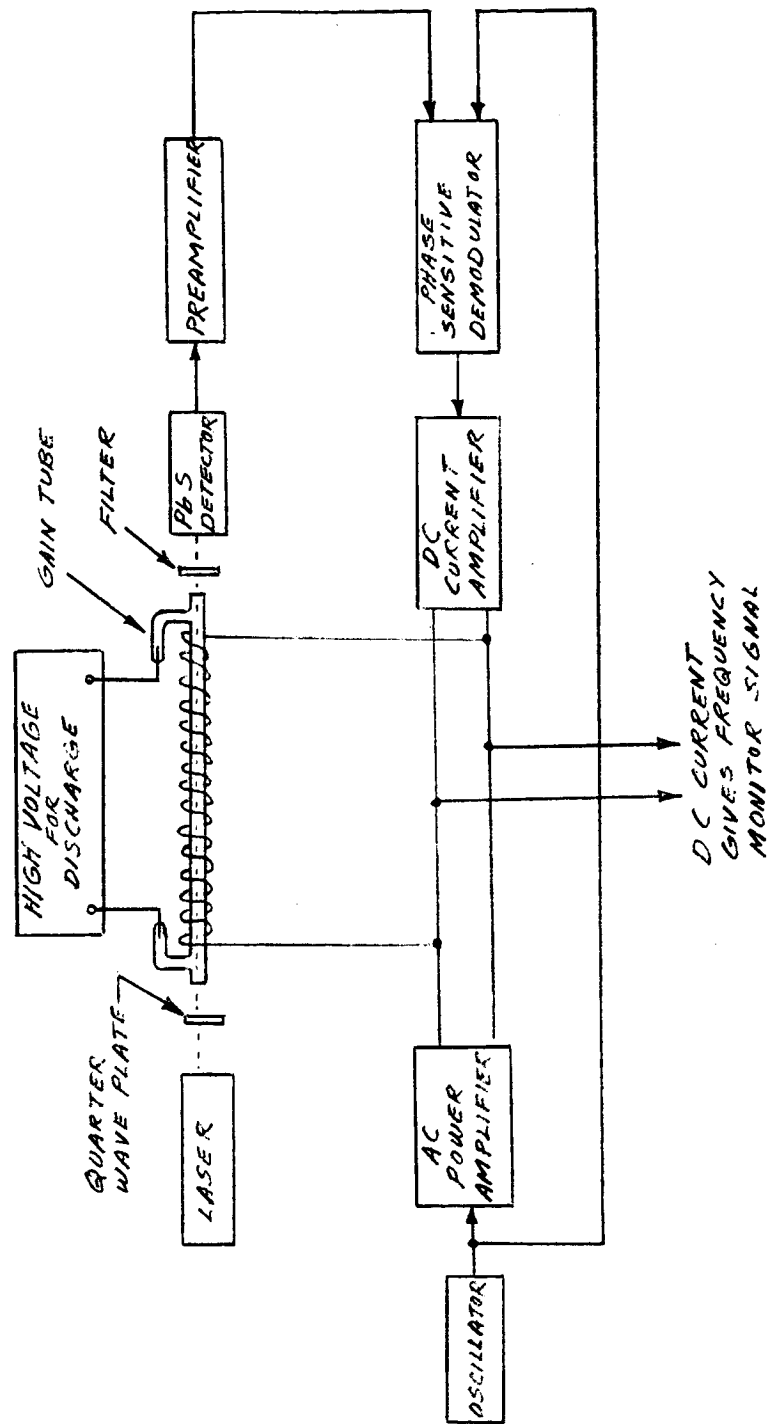 HIGH VOLTAGE
FOR
DISCHARGE
GAIN TUBE
FILTER
QUARTER
WAVE PLATE
LASER
PbS
DETECTOR
PREAMPLIFIER
OSCILLATOR
AC
POWER
AMPLIFIER
DC
CURRENT
AMPLIFIER
PHASE
SENSITIVE
DEMODULATOR
DC CURRENT
GIVES FREQUENCY
MONITOR SIGNAL